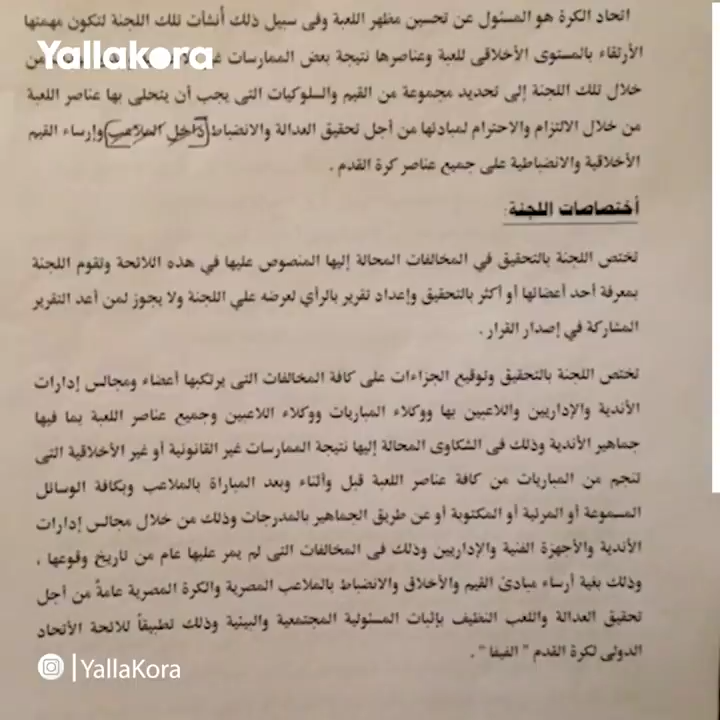 اتحاد الكرة هو المسئول عن تحسين مظهر اللعبة وفى سبيل ذلك أنشأت تلك اللجنة لتكون مهمتها
الأرتقاء بالمستوى الأخلاقى للعبة وعناصرها نتيجة بعض الممارسات
Yallakora
من
خلال تلك اللجنة إلى تحديد مجموعة من القيم والسلوكيات التى يجب أن يتحلى بها عناصر اللعبة
من خلال الالتزام والاحترام لمبادئها من أجل تحقيق العدالة والانضباط داخل الملاعب وإرساء القيم
الأخلاقية والانضباطية على جميع عناصر كرة القدم .
أختصاصات اللجنة:
تختص اللجنة بالتحقيق في المخالفات المحالة إليها المنصوص عليها في هذه اللائحة وتقوم اللجنة
بمعرفة أحد أعضائها أو أكثر بالتحقيق وإعداد تقرير بالرأي لعرضه علي اللجنة ولا يجوز لمن أعد التقرير
المشاركة في إصدار القرار .
تختص اللجنة بالتحقيق وتوقيع الجزاءات على كافة المخالفات التى يرتكبها أعضاء ومجالس إدارات
الأندية والإداريين واللاعبين بها ووكلاء المباريات ووكلاء اللاعبين وجميع عناصر اللعبة بما فيها
جماهير الأندية وذلك فى الشكاوى المحالة إليها نتيجة الممارسات غير القانونية أو غير الأخلاقية التى
تنجم من المباريات من كافة عناصر اللعبة قبل وأثناء وبعد المباراة بالملاعب وبكافة الوسائل
المسموعة أو المرئية أو المكتوبة أو عن طريق الجماهير بالمدرجات وذلك من خلال مجالس إدارات
الأندية والأجهزة الفنية والإداريين وذلك فى المخالفات التى لم يمر عليها عام من تاريخ وقوعها ،
وذلك بغية أرساء مبادئ القيم والأخلاق والانضباط بالملاعب المصرية والكرة المصرية عامةً من أجل
تحقيق العدالة واللعب النظيف بإثبات المسئولية المجتمعية والبيئية وذلك تطبيقاً للائحة الأتحاد
الدولى لكرة القدم " الفيفا " .
| YallaKora